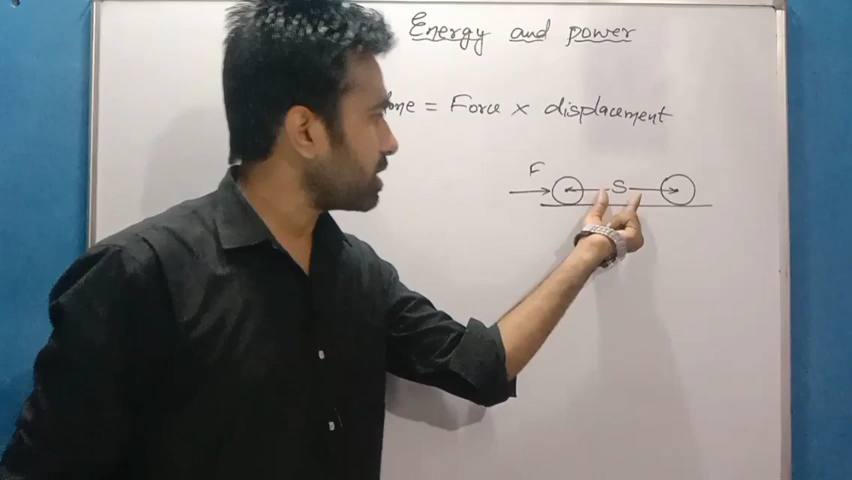 Energy and power
= Force × displacement
F
S